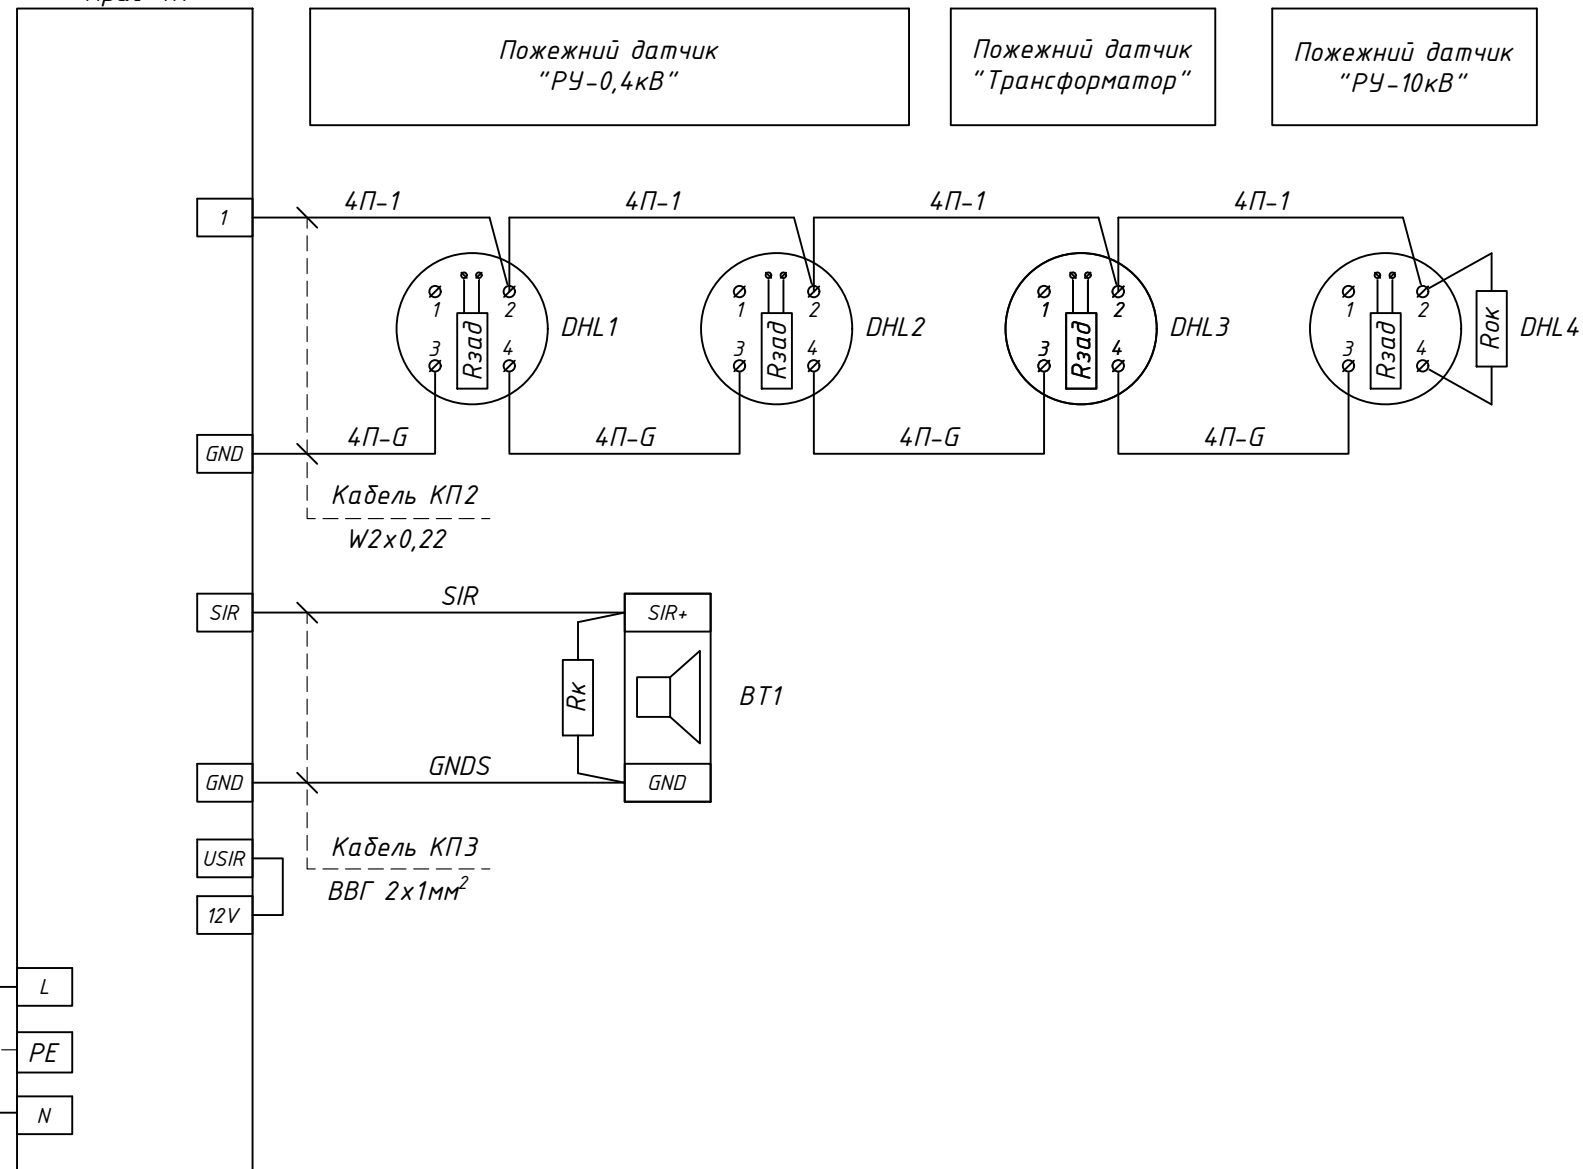 Пожежний датчик
"РУ-0,4кВ"
Пожежний датчик
"Трансформатор"
Пожежний датчик
"РУ-10кВ"
1
4П-1
4П-1
4П-1
4П-1
1
2
3
4
Rзад
DHL1
1
2
3
4
Rзад
DHL2
1
2
3
4
Rзад
DHL3
1
2
3
4
Rзад
Rок
DHL4
GND
4П-G
4П-G
4П-G
4П-G
Кабель КП2
W2x0,22
SIR
SIR
SIR+
Rк
BT1
GND
GNDS
GND
USIR
Кабель КП3
ВВГ 2x1мм²
12V
L
PE
N